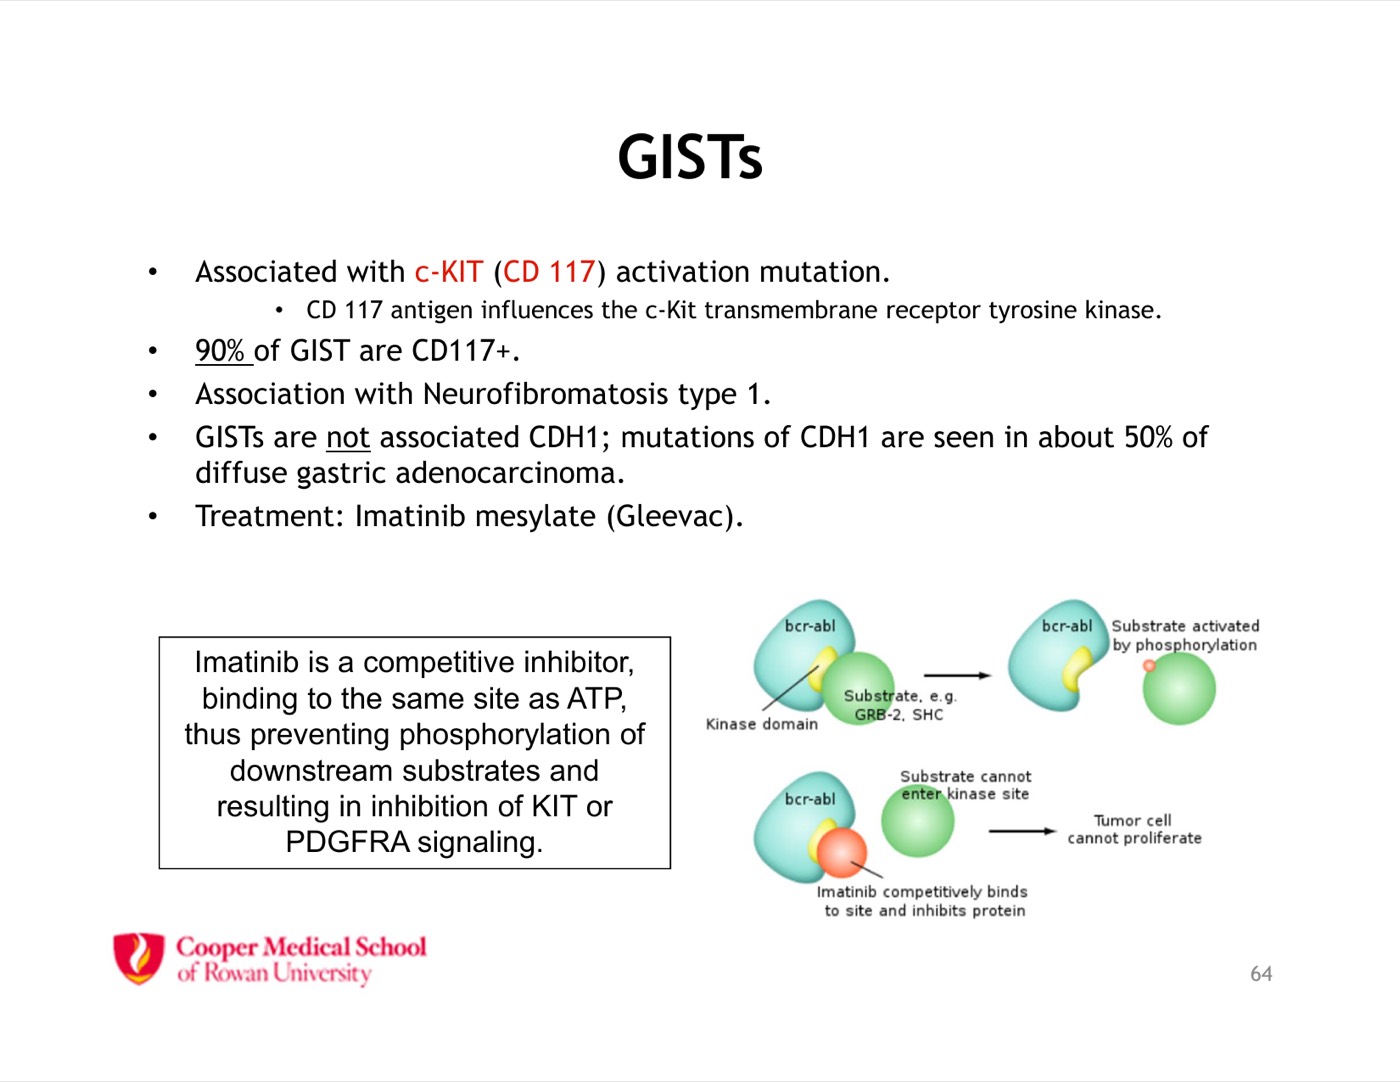 GISTs
• Associated with c-KIT (CD 117) activation mutation.
• CD 117 antigen influences the c-Kit transmembrane receptor tyrosine kinase.
• 90% of GIST are CD117+.
• Association with Neurofibromatosis type 1.
• GISTs are not associated CDH1; mutations of CDH1 are seen in about 50% of
diffuse gastric adenocarcinoma.
• Treatment: Imatinib mesylate (Gleevac).
Imatinib is a competitive inhibitor,
binding to the same site as ATP,
thus preventing phosphorylation of
downstream substrates and
resulting in inhibition of KIT or
PDGFRA signaling.
bcr-abl
Kinase domain
Substrate, e.g.
GRB-2, SHC
bcr-abl
Substrate activated
by phosphorylation
bcr-abl
Substrate cannot
enter kinase site
Tumor cell
cannot proliferate
Imatinib competitively binds
to site and inhibits protein
Cooper Medical School
of Rowan University
64